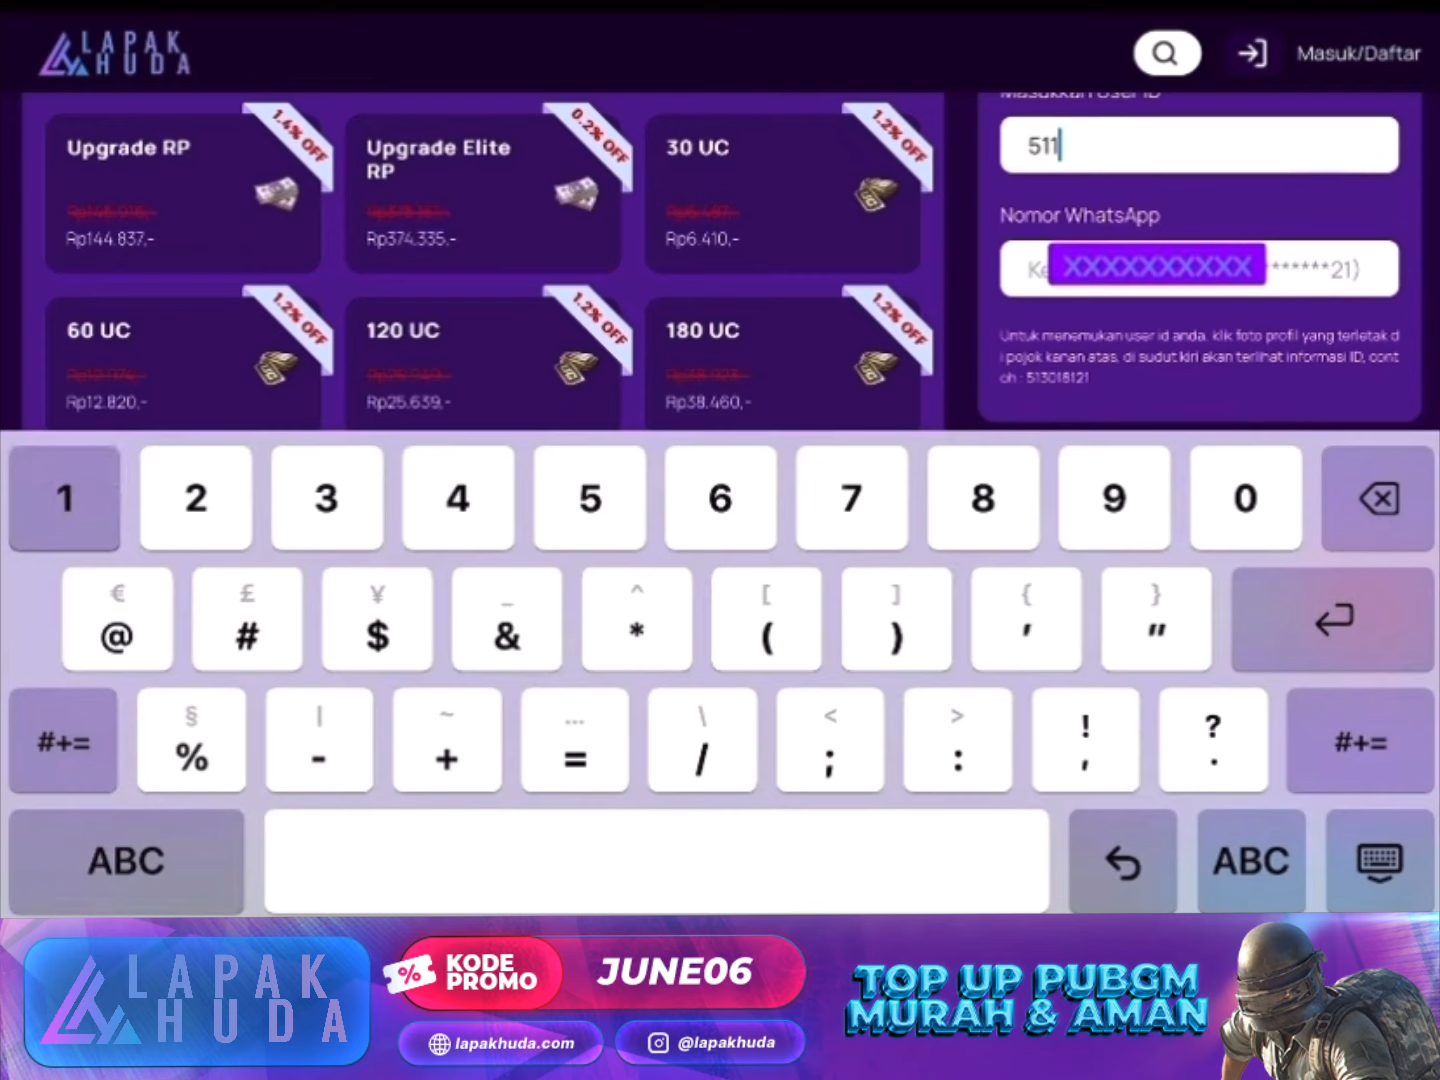 LAPAK
HUDA
Masuk/Daftar
Upgrade RP
1.4% OFF
Rp144.837,-
Upgrade Elite
RP
0.2% OFF
Rp374.335,-
30 UC
1.2% OFF
Rp6.410,-
60 UC
1.2% OFF
Rp12.820,-
120 UC
1.2% OFF
Rp25.639,-
180 UC
1.2% OFF
Rp38.460,-
Masukkan User ID
511
Nomor WhatsApp
Ke XXXXXXXXXX ******21)
Untuk menemukan user id anda, klik foto profil yang terletak d
i pojok kanan atas, di sudut kiri akan terlihat informasi ID, cont
oh : 513018121
1 2 3 4 5 6 7 8 9 0
€ £ ¥ _ ^ [ ] { }
@ # $ & * ( ) ' "
§ | ~ … \ < > ! ?
#+= % - + = / ; : , . #+=
ABC ABC
LAPAK
HUDA
%
KODE
PROMO
JUNE06
lapakhuda.com
@lapakhuda
TOP UP PUBGM
MURAH & AMAN